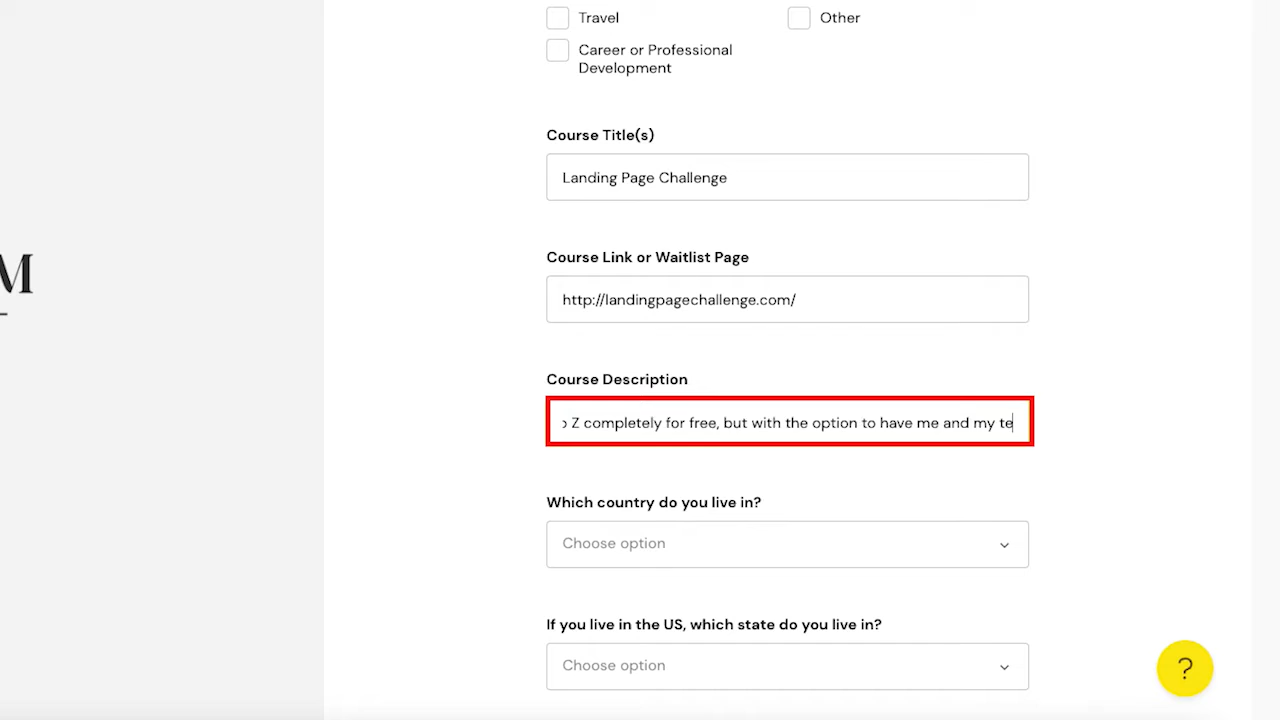 Travel
Other
Career or Professional
Development
Course Title(s)
Landing Page Challenge
M
Course Link or Waitlist Page
http://landingpagechallenge.com/
Course Description
Z completely for free, but with the option to have me and my te
Which country do you live in?
Choose option
If you live in the US, which state do you live in?
Choose option
?